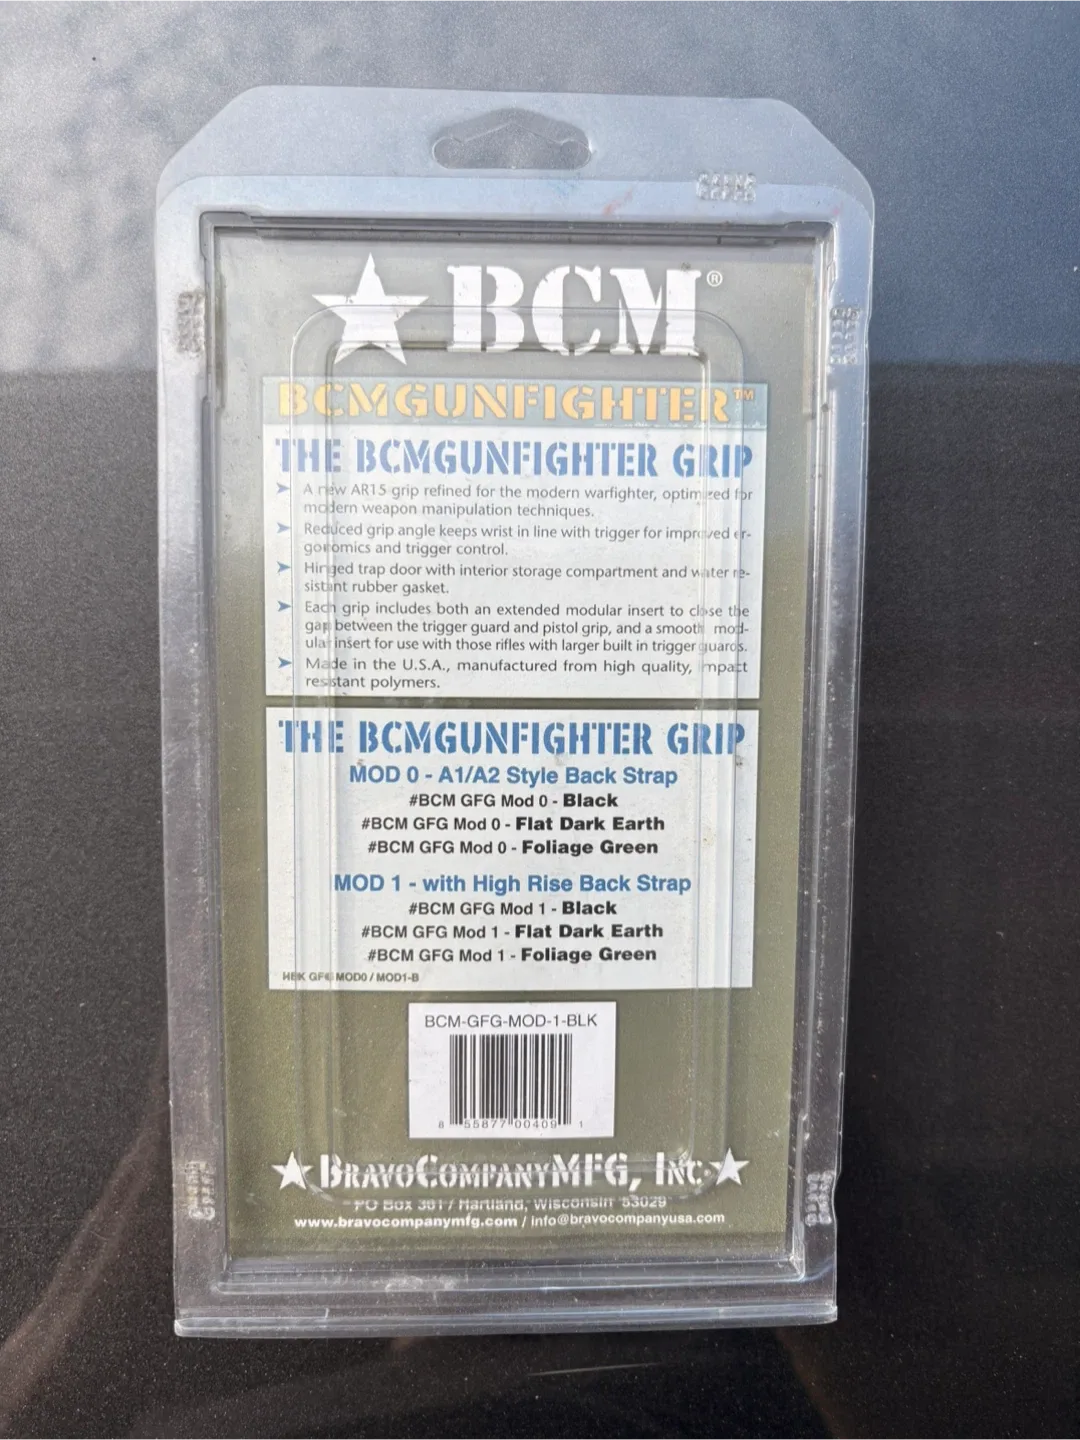 BCM®
BCMGUNFIGHTER™
THE BCMGUNFIGHTER GRIP
➤ A new AR15 grip refined for the modern warfighter, optimized for
modern weapon manipulation techniques.
➤ Reduced grip angle keeps wrist in line with trigger for improved er-
gonomics and trigger control.
➤ Hinged trap door with interior storage compartment and water re-
sistant rubber gasket.
➤ Each grip includes both an extended modular insert to close the
gap between the trigger guard and pistol grip, and a smooth mod-
ular insert for use with those rifles with larger built in trigger guards.
➤ Made in the U.S.A., manufactured from high quality, impact
resistant polymers.
THE BCMGUNFIGHTER GRIP
MOD 0 - A1/A2 Style Back Strap
#BCM GFG Mod 0 - Black
#BCM GFG Mod 0 - Flat Dark Earth
#BCM GFG Mod 0 - Foliage Green
MOD 1 - with High Rise Back Strap
#BCM GFG Mod 1 - Black
#BCM GFG Mod 1 - Flat Dark Earth
#BCM GFG Mod 1 - Foliage Green
GFG MOD0 / MOD1-B
BCM-GFG-MOD-1-BLK
8 55877 00409 1
BRAVOCOMPANYMFG, INC
PO Box 361 / Hartland, Wisconsin 53029
www.bravocompanymfg.com / info@bravocompanyusa.com